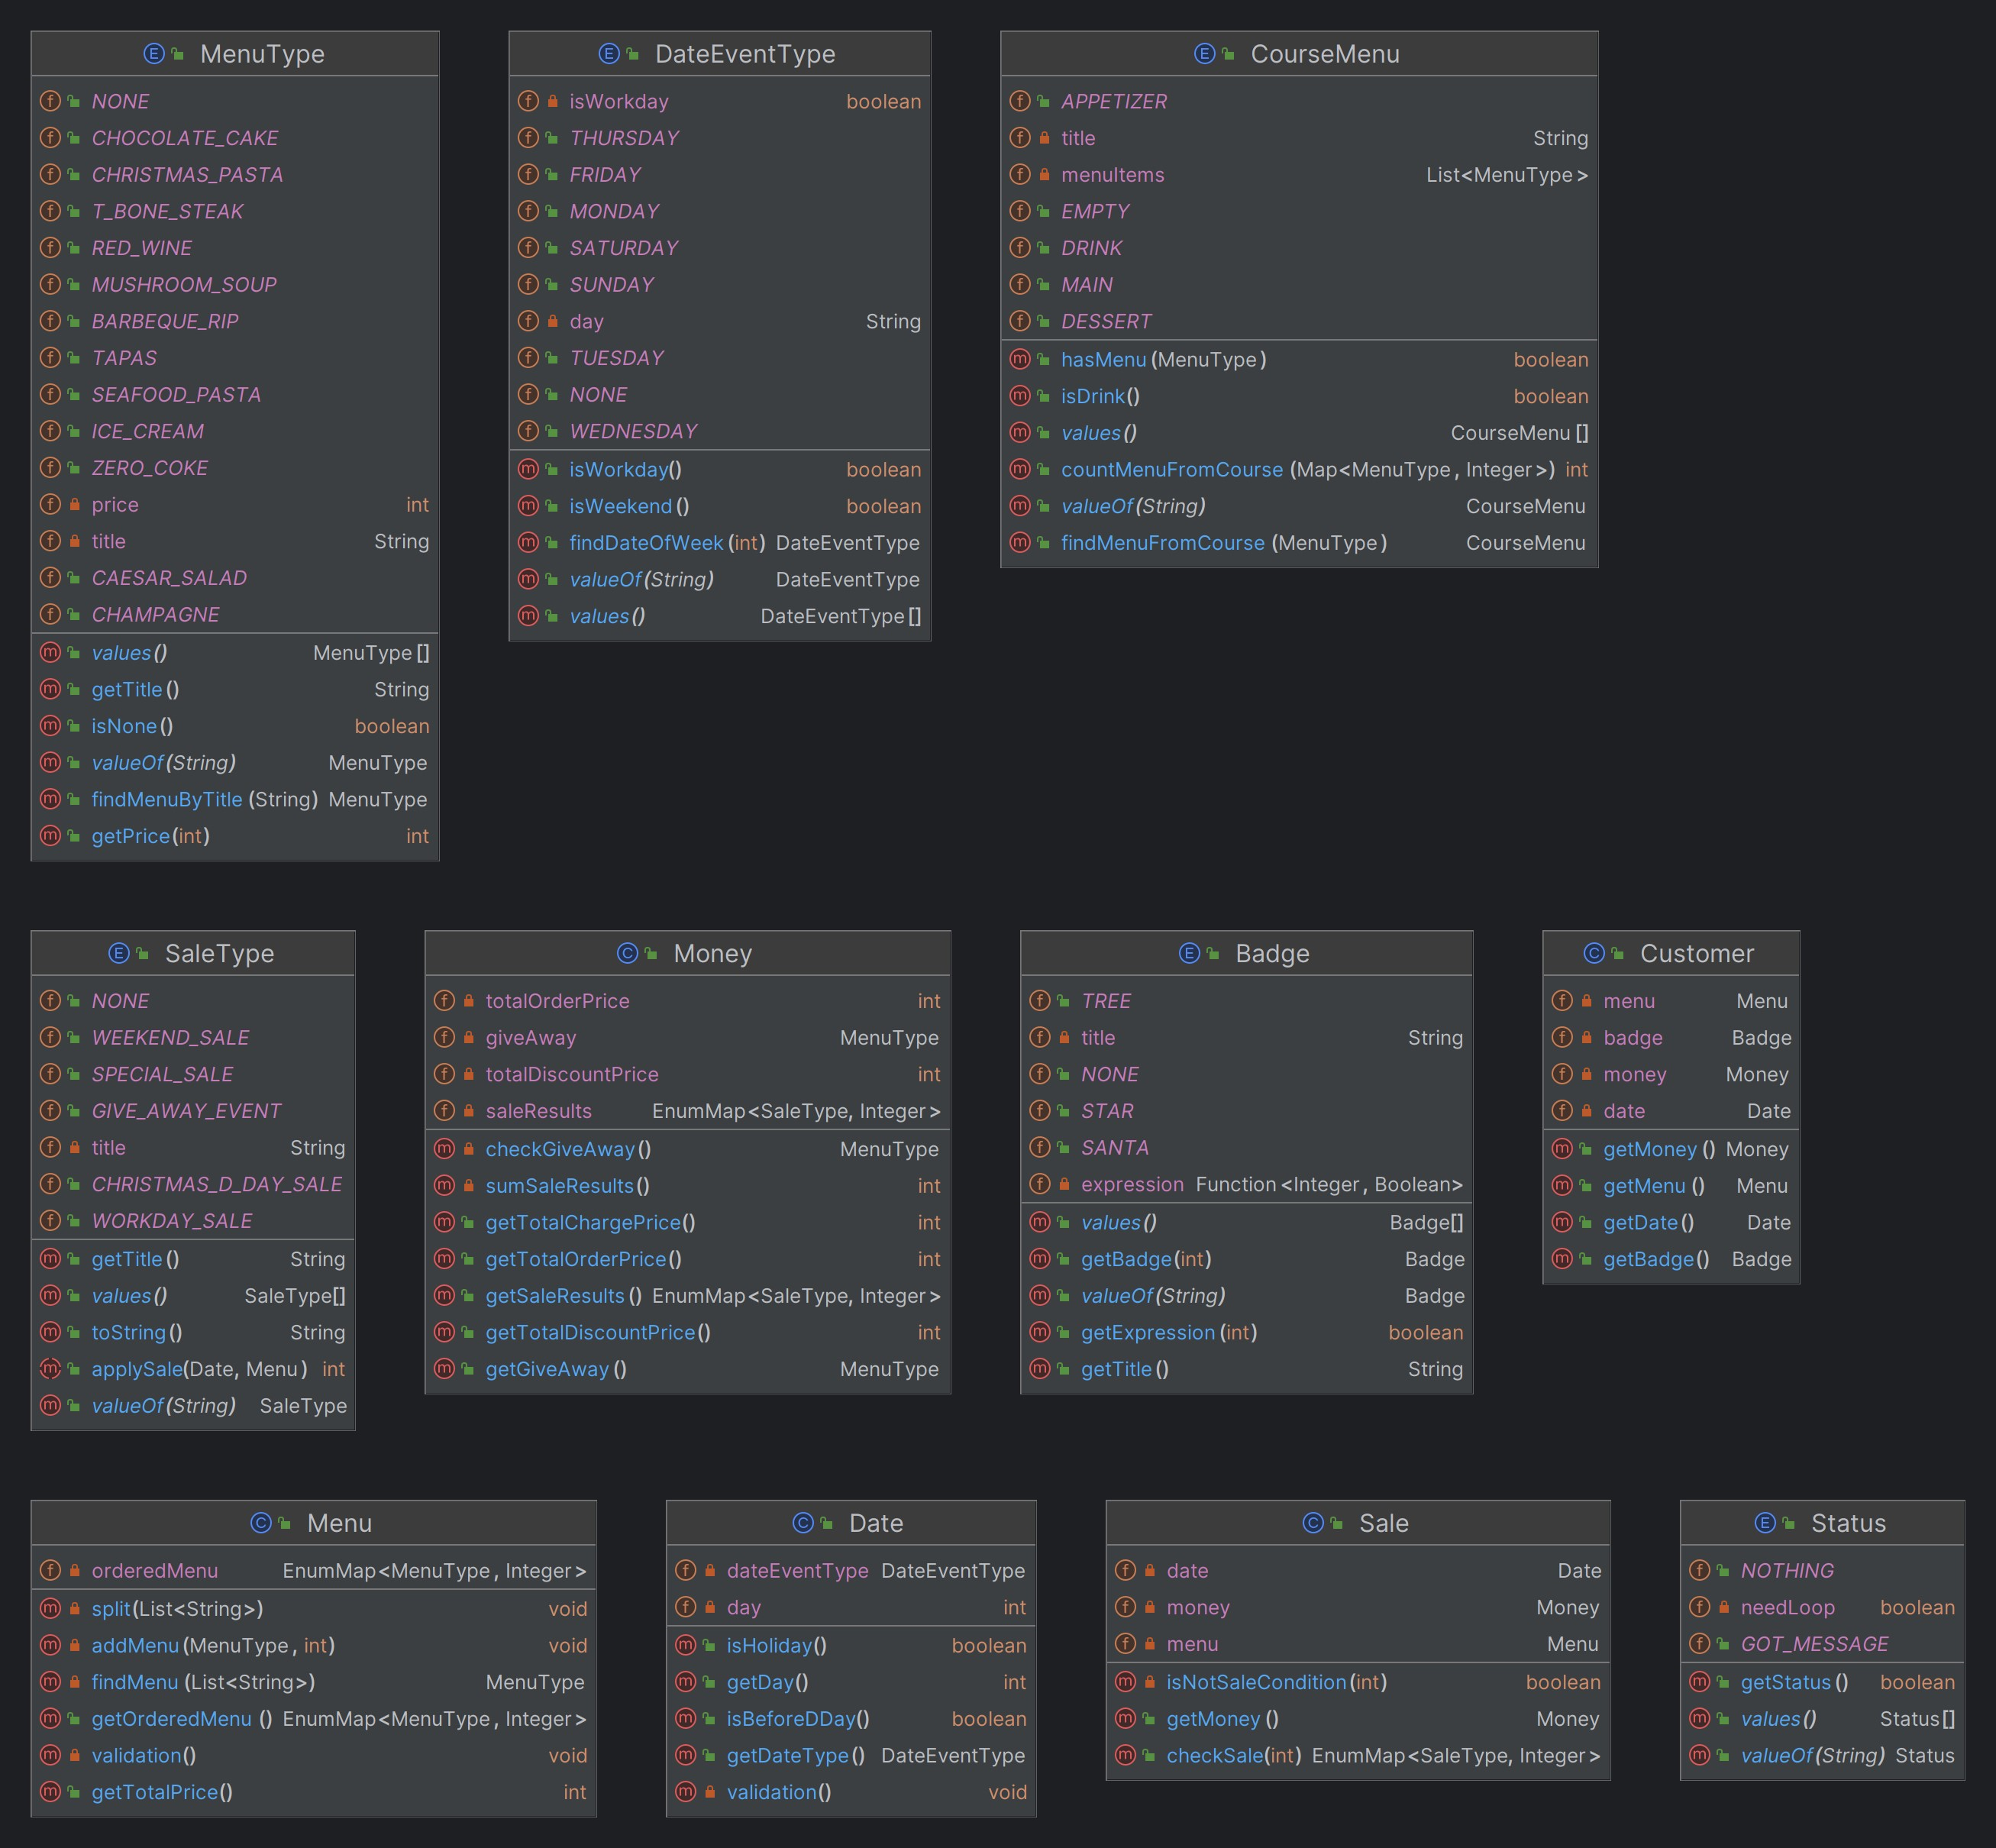 MenuType
NONE
CHOCOLATE_CAKE
CHRISTMAS_PASTA
T_BONE_STEAK
RED_WINE
MUSHROOM_SOUP
BARBEQUE_RIP
TAPAS
SEAFOOD_PASTA
ICE_CREAM
ZERO_COKE
price int
title String
CAESAR_SALAD
CHAMPAGNE
values() MenuType[]
getTitle() String
isNone() boolean
valueOf(String) MenuType
findMenuByTitle(String) MenuType
getPrice(int) int
DateEventType
isWorkday boolean
THURSDAY
FRIDAY
MONDAY
SATURDAY
SUNDAY
day String
TUESDAY
NONE
WEDNESDAY
isWorkday() boolean
isWeekend() boolean
findDateOfWeek(int) DateEventType
valueOf(String) DateEventType
values() DateEventType[]
CourseMenu
APPETIZER
title String
menuItems List<MenuType>
EMPTY
DRINK
MAIN
DESSERT
hasMenu(MenuType) boolean
isDrink() boolean
values() CourseMenu[]
countMenuFromCourse(Map<MenuType, Integer>) int
valueOf(String) CourseMenu
findMenuFromCourse(MenuType) CourseMenu
SaleType
NONE
WEEKEND_SALE
SPECIAL_SALE
GIVE_AWAY_EVENT
title String
CHRISTMAS_D_DAY_SALE
WORKDAY_SALE
getTitle() String
values() SaleType[]
toString() String
applySale(Date, Menu) int
valueOf(String) SaleType
Money
totalOrderPrice int
giveAway MenuType
totalDiscountPrice int
saleResults EnumMap<SaleType, Integer>
checkGiveAway() MenuType
sumSaleResults() int
getTotalChargePrice() int
getTotalOrderPrice() int
getSaleResults() EnumMap<SaleType, Integer>
getTotalDiscountPrice() int
getGiveAway() MenuType
Badge
TREE
title String
NONE
STAR
SANTA
expression Function<Integer, Boolean>
values() Badge[]
getBadge(int) Badge
valueOf(String) Badge
getExpression(int) boolean
getTitle() String
Customer
menu Menu
badge Badge
money Money
date Date
getMoney() Money
getMenu() Menu
getDate() Date
getBadge() Badge
Menu
orderedMenu EnumMap<MenuType, Integer>
split(List<String>) void
addMenu(MenuType, int) void
findMenu(List<String>) MenuType
getOrderedMenu() EnumMap<MenuType, Integer>
validation() void
getTotalPrice() int
Date
dateEventType DateEventType
day int
isHoliday() boolean
getDay() int
isBeforeDDay() boolean
getDateType() DateEventType
validation() void
Sale
date Date
money Money
menu Menu
isNotSaleCondition(int) boolean
getMoney() Money
checkSale(int) EnumMap<SaleType, Integer>
Status
NOTHING
needLoop boolean
GOT_MESSAGE
getStatus() boolean
values() Status[]
valueOf(String) Status